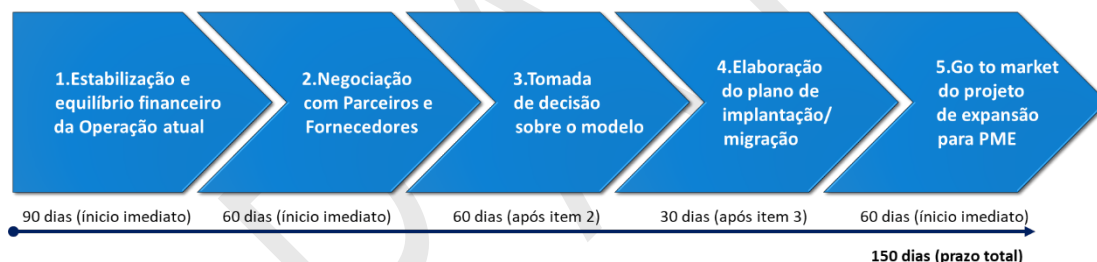 1.Estabilização e
equilíbrio financeiro
da Operação atual
2.Negociação
com Parceiros e
Fornecedores
3.Tomada
de decisão
sobre o modelo
4.Elaboração
do plano de
implantação/
migração
5.Go to market
do projeto
de expansão
para PME
90 dias (ínicio imediato)
60 dias (ínicio imediato)
60 dias (após item 2)
30 dias (após item 3)
60 dias (ínicio imediato)
150 dias (prazo total)